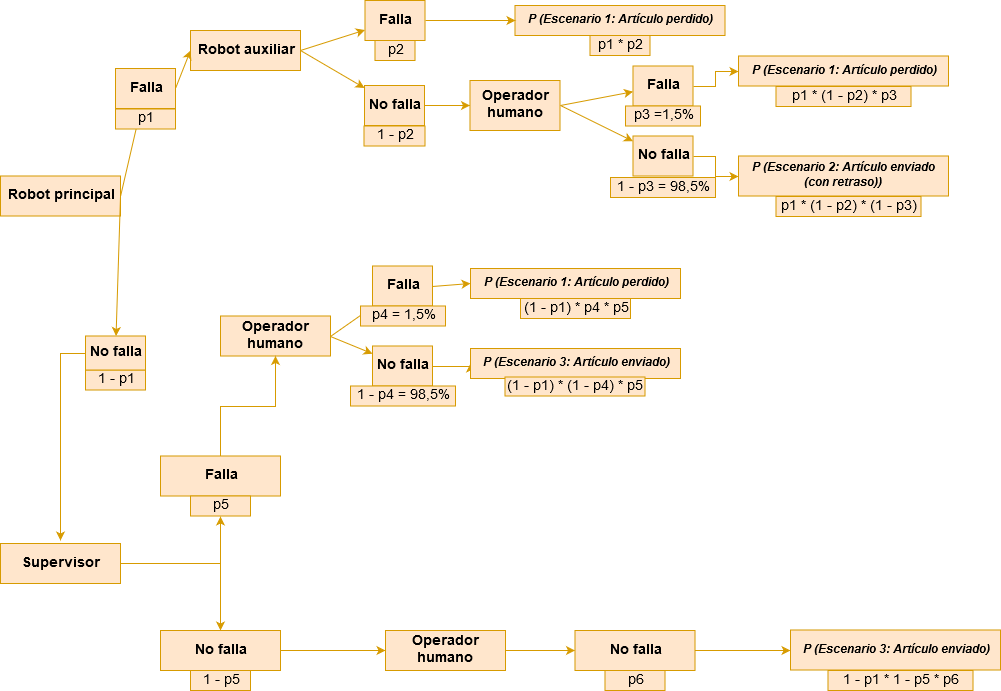 Falla
p2
P (Escenario 1: Artículo perdido)
p1 * p2
Robot auxiliar
Falla
p1
No falla
1 - p2
Operador
humano
Falla
p3 =1,5%
P (Escenario 1: Artículo perdido)
p1 * (1 - p2) * p3
No falla
1 - p3 = 98,5%
P (Escenario 2: Artículo enviado
(con retraso))
p1 * (1 - p2) * (1 - p3)
Robot principal
No falla
1 - p1
Operador
humano
Falla
p4 = 1,5%
P (Escenario 1: Artículo perdido)
(1 - p1) * p4 * p5
No falla
1 - p4 = 98,5%
P (Escenario 3: Artículo enviado)
(1 - p1) * (1 - p4) * p5
Falla
p5
Supervisor
No falla
1 - p5
Operador
humano
No falla
p6
P (Escenario 3: Artículo enviado)
1 - p1 * 1 - p5 * p6